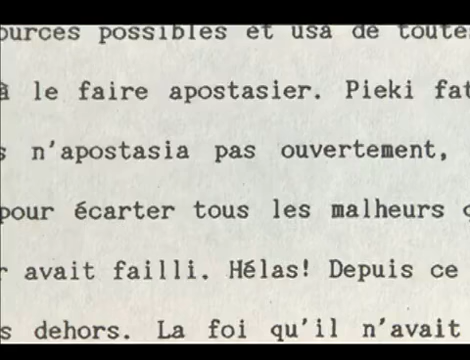 ources possibles et usa de toute
à le faire apostasier. Pieki fat
s n'apostasia pas ouvertement,
pour écarter tous les malheurs
r avait failli. Hélas! Depuis ce
s dehors. La foi qu'il n'avait